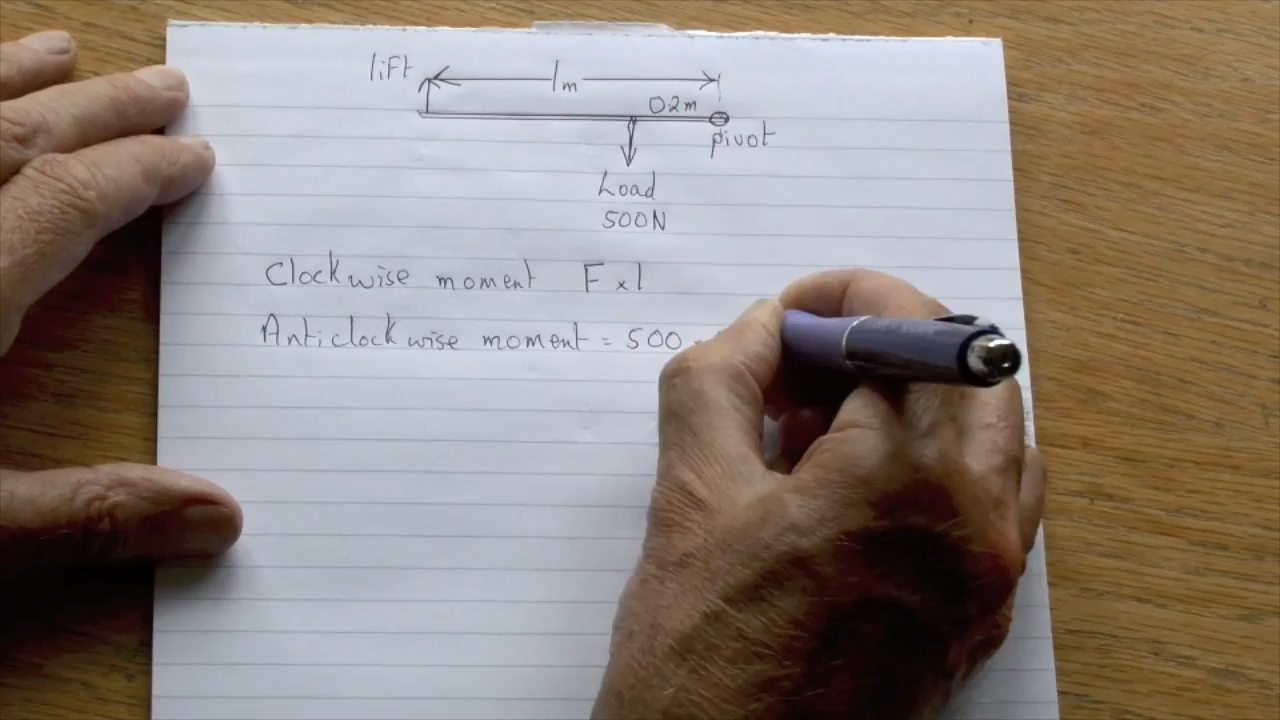 lift
1m
0.2m
pivot
Load
500N
Clockwise moment F x 1
Anticlockwise moment = 500